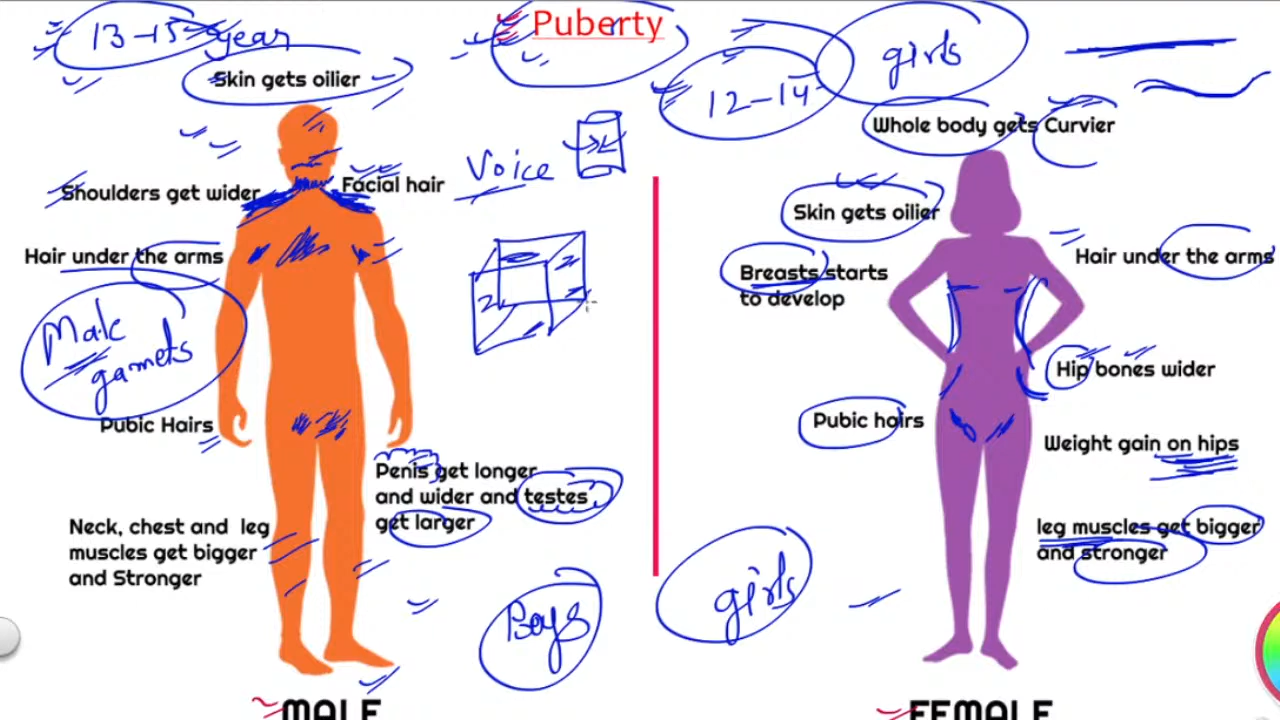 Puberty
13-15 year
Skin gets oilier
Shoulders get wider
Facial hair
Voice
Hair under the arms
Male
gamets
Pubic Hairs
Penis get longer
and wider and testes
get larger
Neck, chest and leg
muscles get bigger
and Stronger
Boys
MALE
girls
12-14
Whole body gets Curvier
Skin gets oilier
Hair under the arms
Breasts starts
to develop
Hip bones wider
Pubic hairs
Weight gain on hips
leg muscles get bigger
and stronger
girls
FEMALE